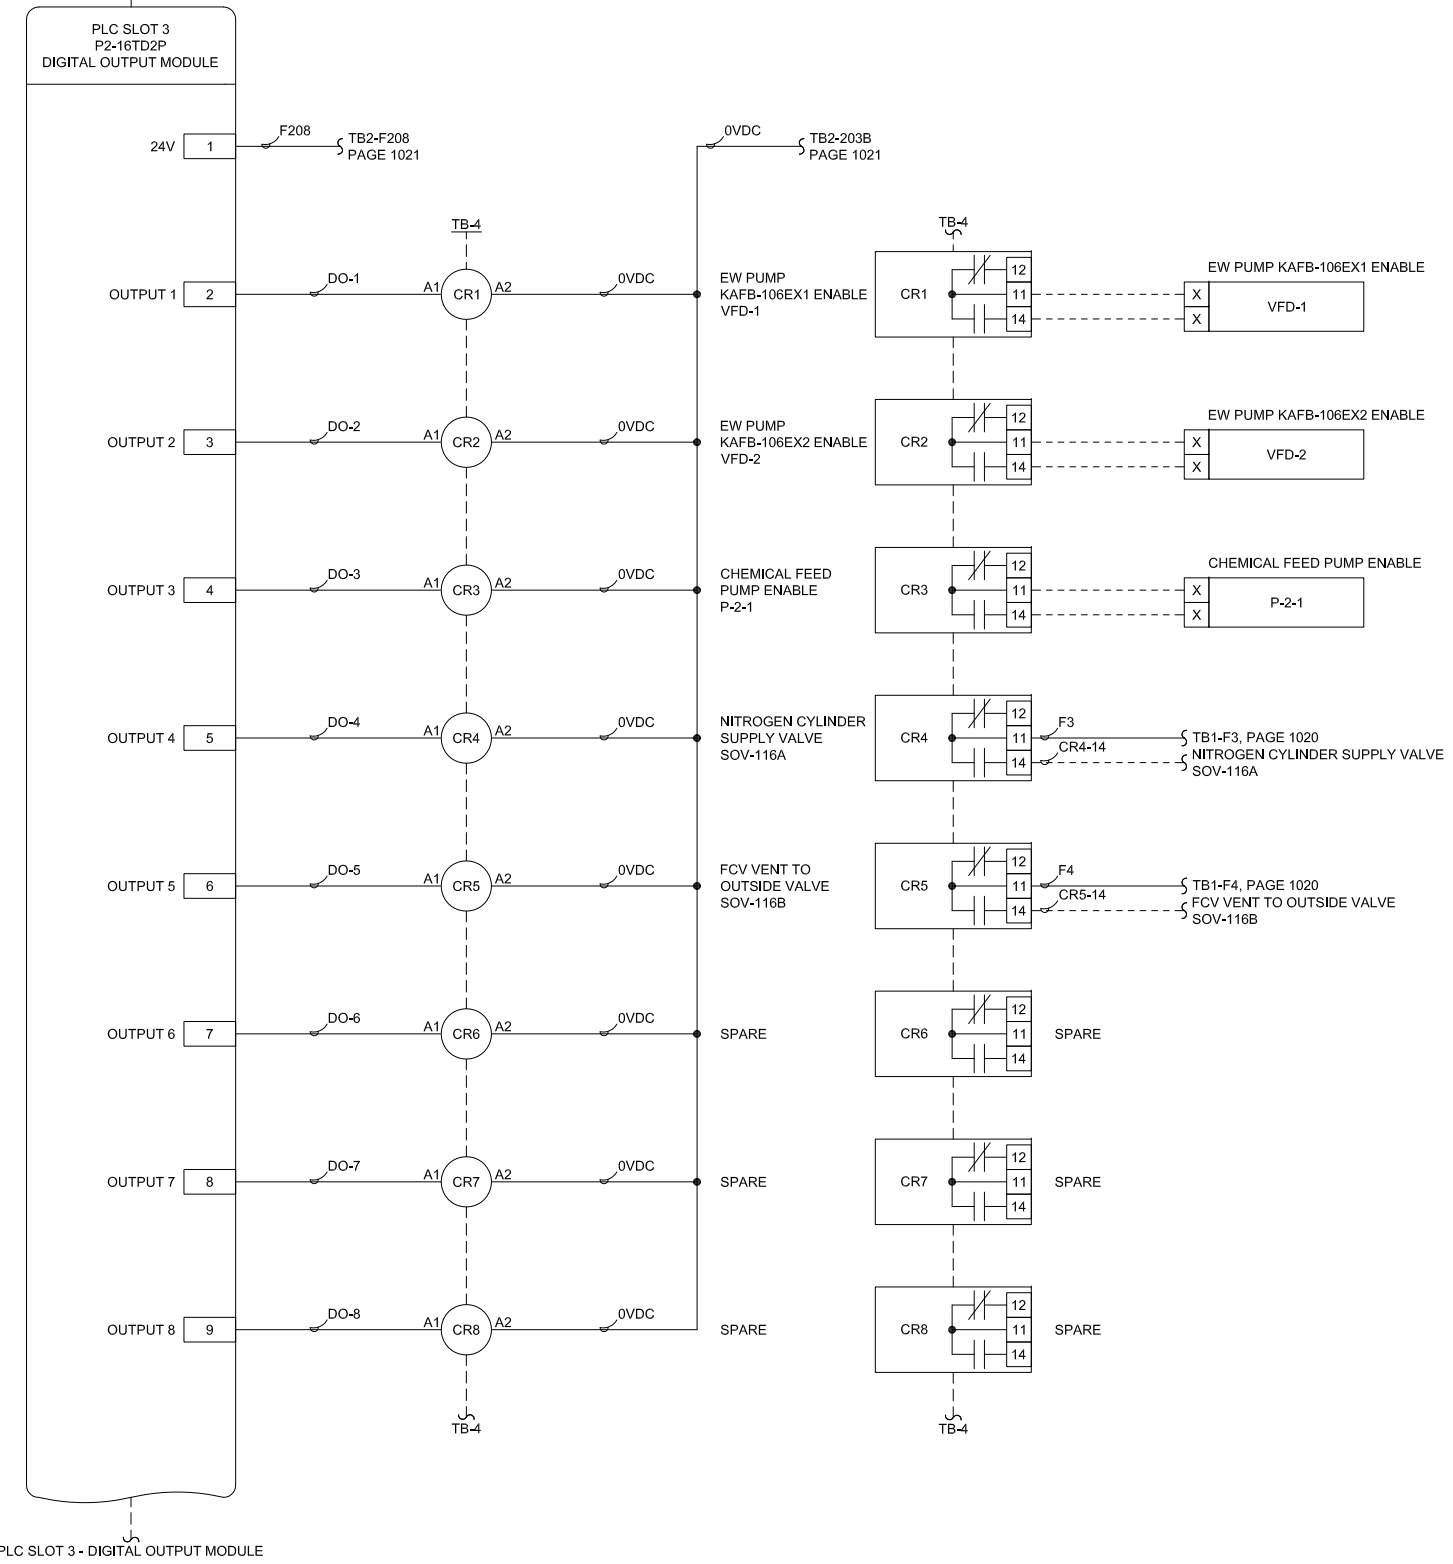 PLC SLOT 3
P2-16TD2P
DIGITAL OUTPUT MODULE
24V 1 F208 TB2-F208
PAGE 1021
0VDC TB2-203B
PAGE 1021
TB-4
TB-4
OUTPUT 1 2 DO-1 A1 CR1 A2 0VDC
EW PUMP
KAFB-106EX1 ENABLE
VFD-1
CR1 12
11
14
EW PUMP KAFB-106EX1 ENABLE
X
X
VFD-1
OUTPUT 2 3 DO-2 A1 CR2 A2 0VDC
EW PUMP
KAFB-106EX2 ENABLE
VFD-2
CR2 12
11
14
EW PUMP KAFB-106EX2 ENABLE
X
X
VFD-2
OUTPUT 3 4 DO-3 A1 CR3 A2 0VDC
CHEMICAL FEED
PUMP ENABLE
P-2-1
CR3 12
11
14
CHEMICAL FEED PUMP ENABLE
X
X
P-2-1
OUTPUT 4 5 DO-4 A1 CR4 A2 0VDC
NITROGEN CYLINDER
SUPPLY VALVE
SOV-116A
CR4 12
11 F3 TB1-F3, PAGE 1020
14 CR4-14 NITROGEN CYLINDER SUPPLY VALVE
SOV-116A
OUTPUT 5 6 DO-5 A1 CR5 A2 0VDC
FCV VENT TO
OUTSIDE VALVE
SOV-116B
CR5 12
11 F4 TB1-F4, PAGE 1020
14 CR5-14 FCV VENT TO OUTSIDE VALVE
SOV-116B
OUTPUT 6 7 DO-6 A1 CR6 A2 0VDC SPARE
CR6 12
11 SPARE
14
OUTPUT 7 8 DO-7 A1 CR7 A2 0VDC SPARE
CR7 12
11 SPARE
14
OUTPUT 8 9 DO-8 A1 CR8 A2 0VDC SPARE
CR8 12
11 SPARE
14
TB-4
TB-4
PLC SLOT 3 - DIGITAL OUTPUT MODULE